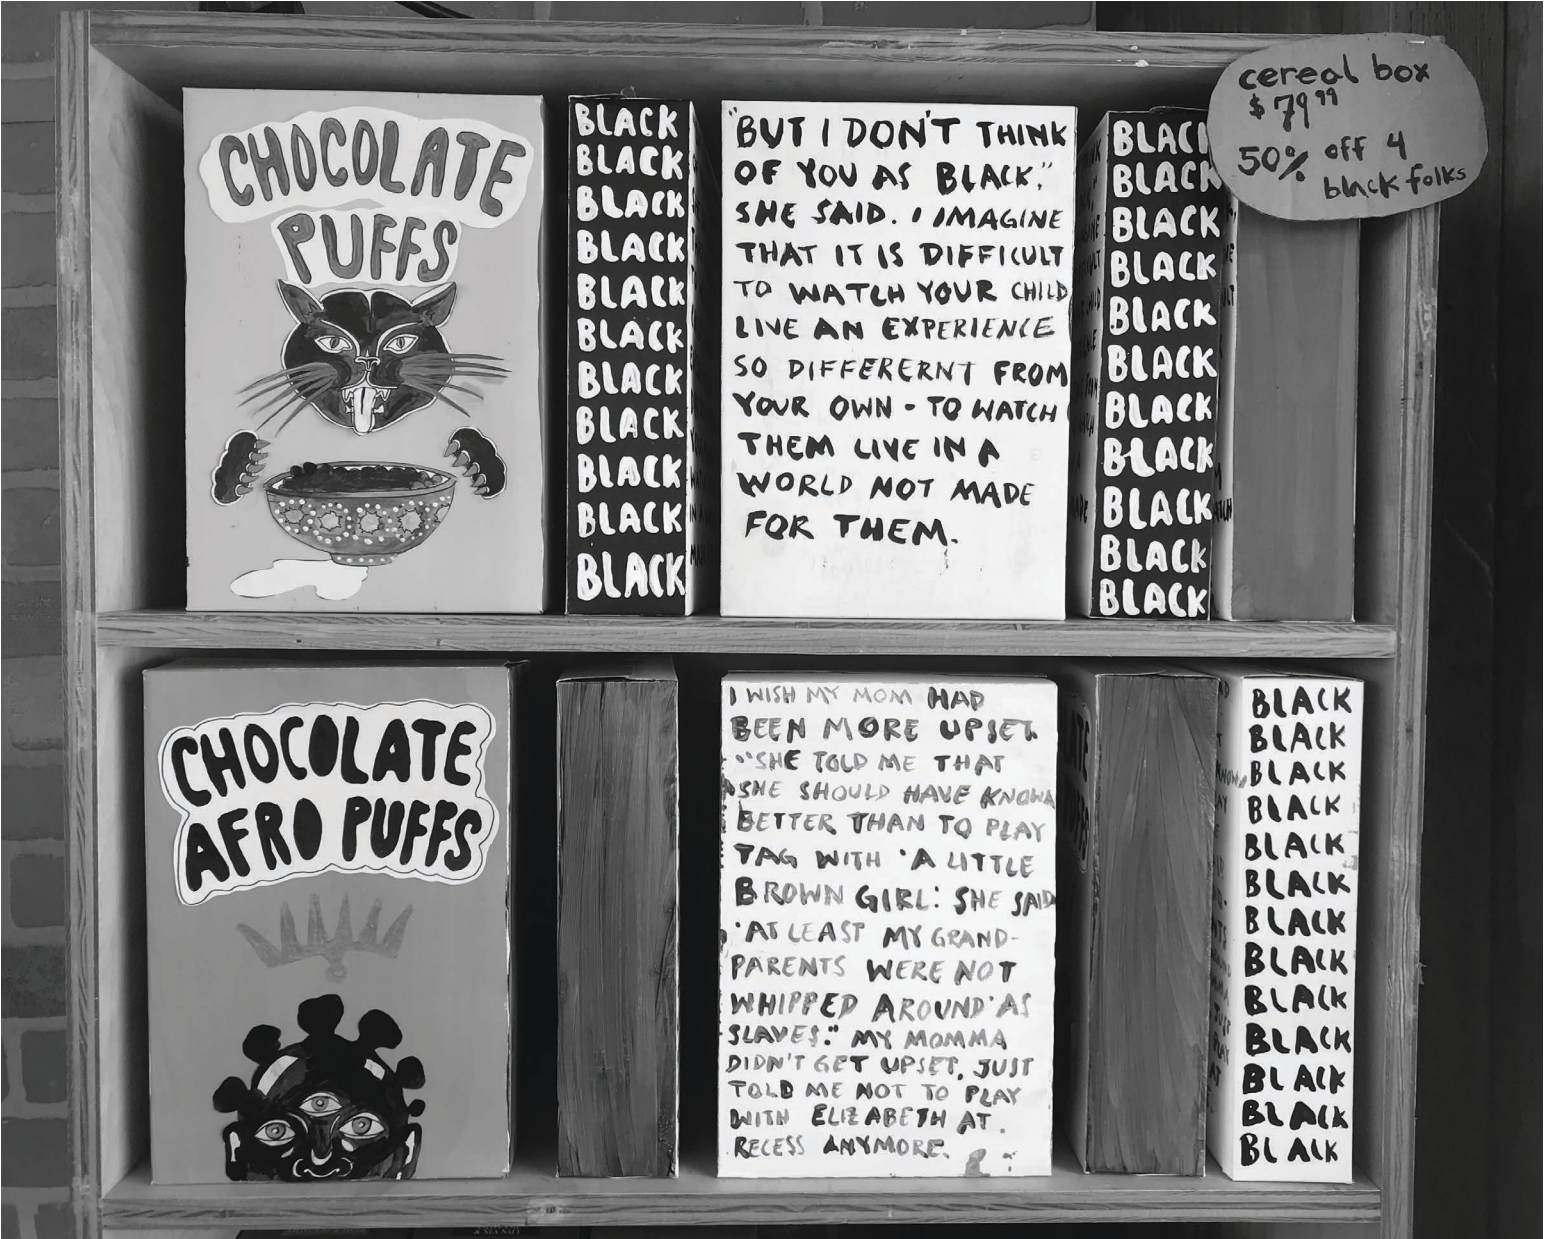 CHOCOLATE
PUFFS
BLACK
BLACK
BLACK
BLACK
BLACK
BLACK
BLACK
BLACK
BLACK
BLACK
BLACK
"BUT I DON'T THINK
OF YOU AS BLACK,"
SHE SAID. I IMAGINE
THAT IT IS DIFFICULT
TO WATCH YOUR CHILD
LIVE AN EXPERIENCE
SO DIFFERERNT FROM
YOUR OWN - TO WATCH
THEM LIVE IN A
WORLD NOT MADE
FOR THEM.
BLACK
BLACK
BLACK
BLACK
BLACK
BLACK
BLACK
BLACK
BLACK
BLACK
BLACK
cereal box
$79.99
50% off 4
black folks
CHOCOLATE
AFRO PUFFS
I WISH MY MOM HAD
BEEN MORE UPSET.
"SHE TOLD ME THAT
SHE SHOULD HAVE KNOWN
BETTER THAN TO PLAY
TAG WITH 'A LITTLE
BROWN GIRL.' SHE SAID
'AT LEAST MY GRAND-
PARENTS WERE NOT
WHIPPED AROUND AS
SLAVES.'" MY MOMMA
DIDN'T GET UPSET, JUST
TOLD ME NOT TO PLAY
WITH ELIZABETH AT
RECESS ANYMORE.
BLACK
BLACK
BLACK
BLACK
BLACK
BLACK
BLACK
BLACK
BLACK
BLACK
BLACK
BLACK
BLACK